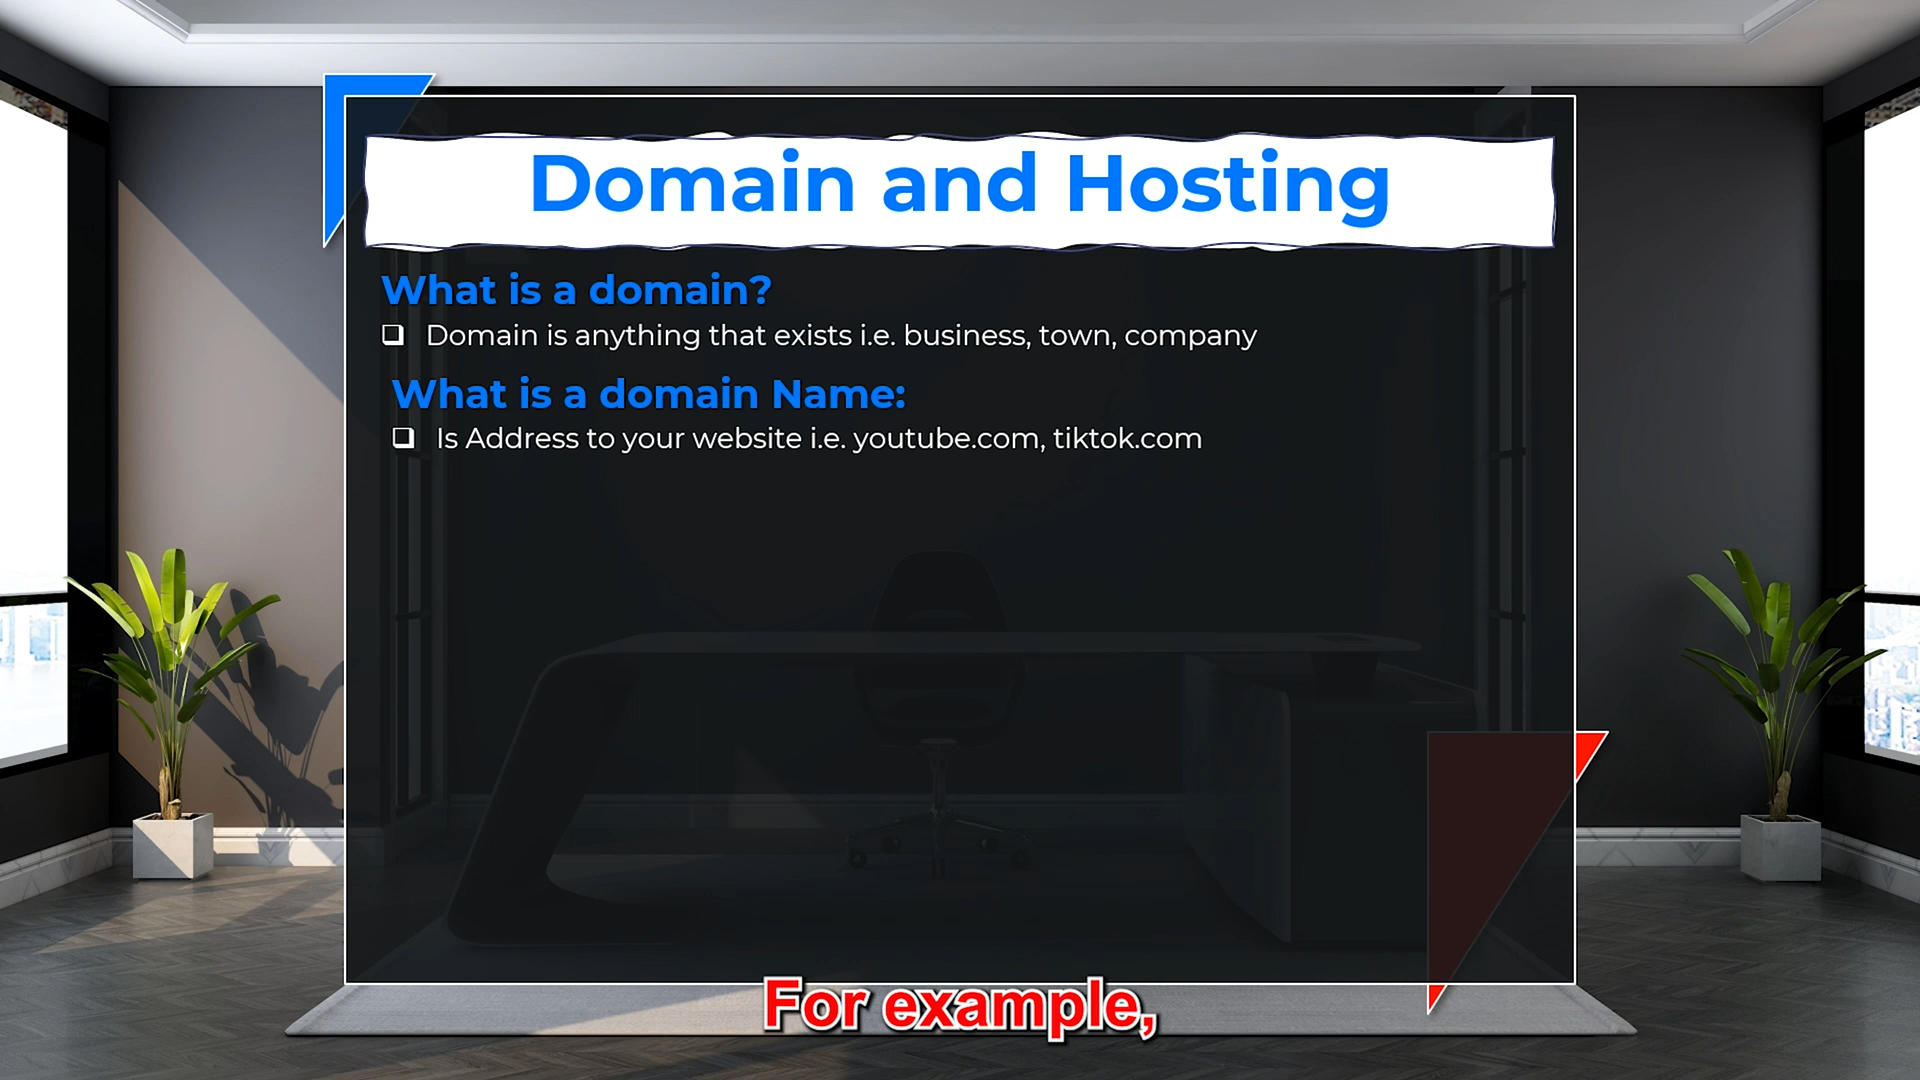 Domain and Hosting
What is a domain?
❑ Domain is anything that exists i.e. business, town, company
What is a domain Name:
❑ Is Address to your website i.e. youtube.com, tiktok.com
For example,